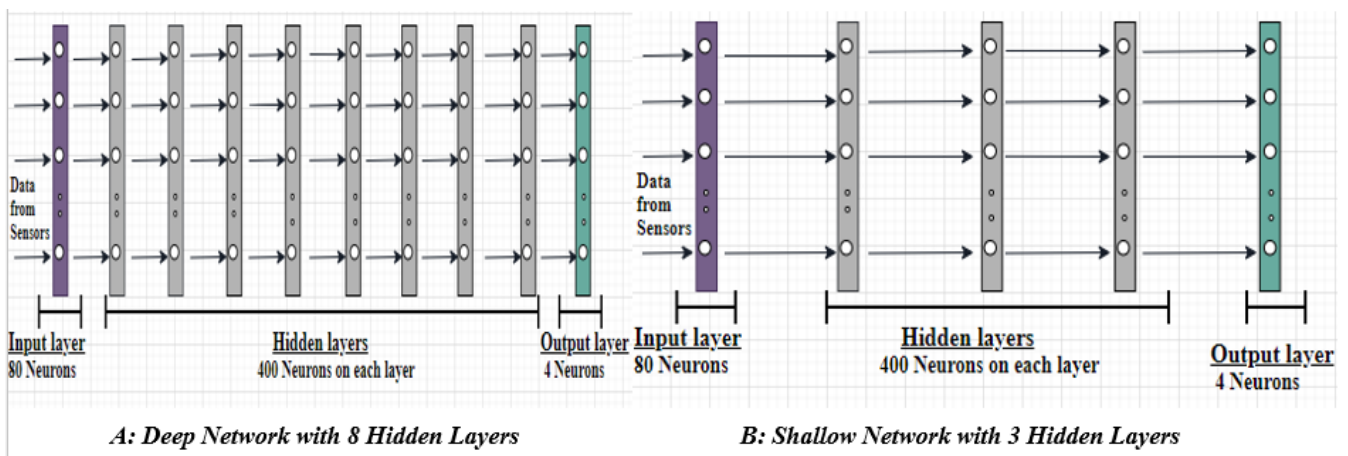 Data
from
Sensors
Input layer
80 Neurons
Hidden layers
400 Neurons on each layer
Output layer
4 Neurons
A: Deep Network with 8 Hidden Layers
Data
from
Sensors
Input layer
80 Neurons
Hidden layers
400 Neurons on each layer
Output layer
4 Neurons
B: Shallow Network with 3 Hidden Layers